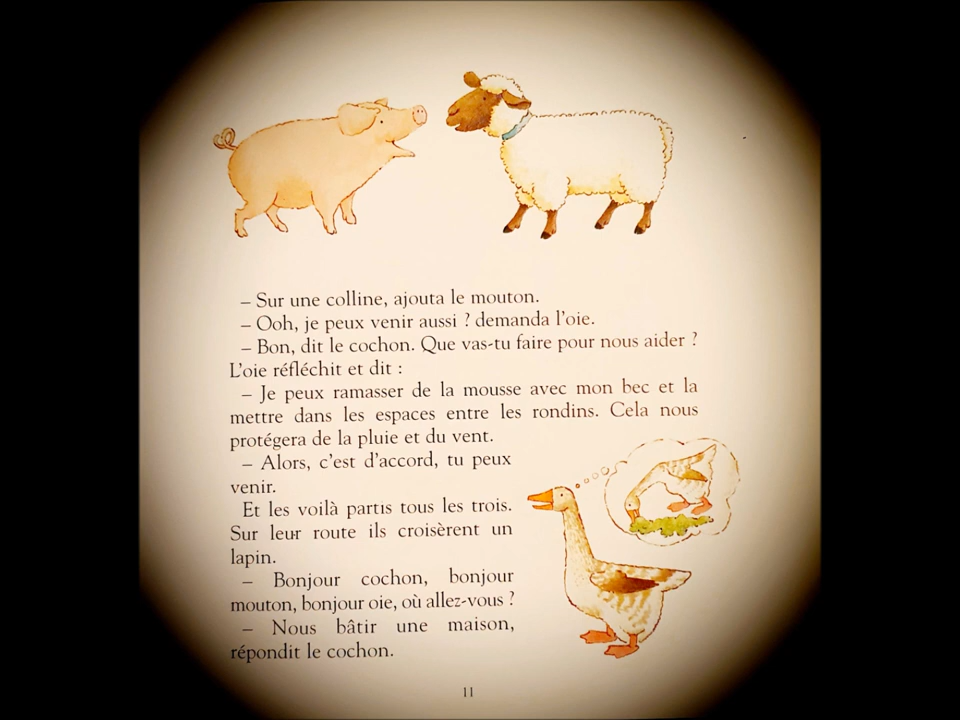 – Sur une colline, ajouta le mouton.
– Ooh, je peux venir aussi ? demanda l'oie.
– Bon, dit le cochon. Que vas-tu faire pour nous aider ?
L'oie réfléchit et dit :
– Je peux ramasser de la mousse avec mon bec et la
mettre dans les espaces entre les rondins. Cela nous
protégera de la pluie et du vent.
– Alors, c'est d'accord, tu peux
venir.
Et les voilà partis tous les trois.
Sur leur route ils croisèrent un
lapin.
– Bonjour cochon, bonjour
mouton, bonjour oie, où allez-vous ?
– Nous bâtir une maison,
répondit le cochon.
11